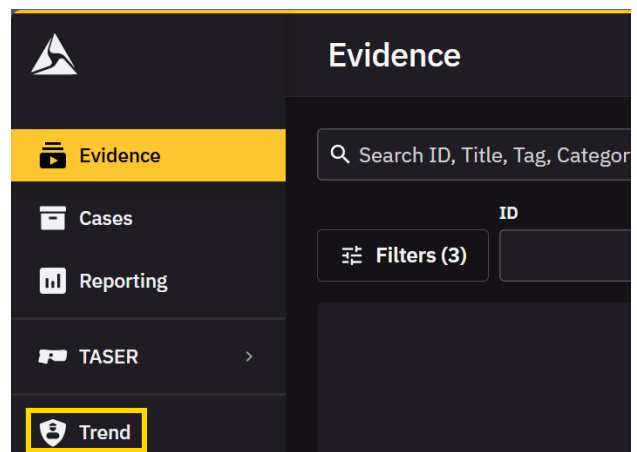 Evidence
Evidence
Search ID, Title, Tag, Categor
Cases
ID
Filters (3)
Reporting
TASER
Trend